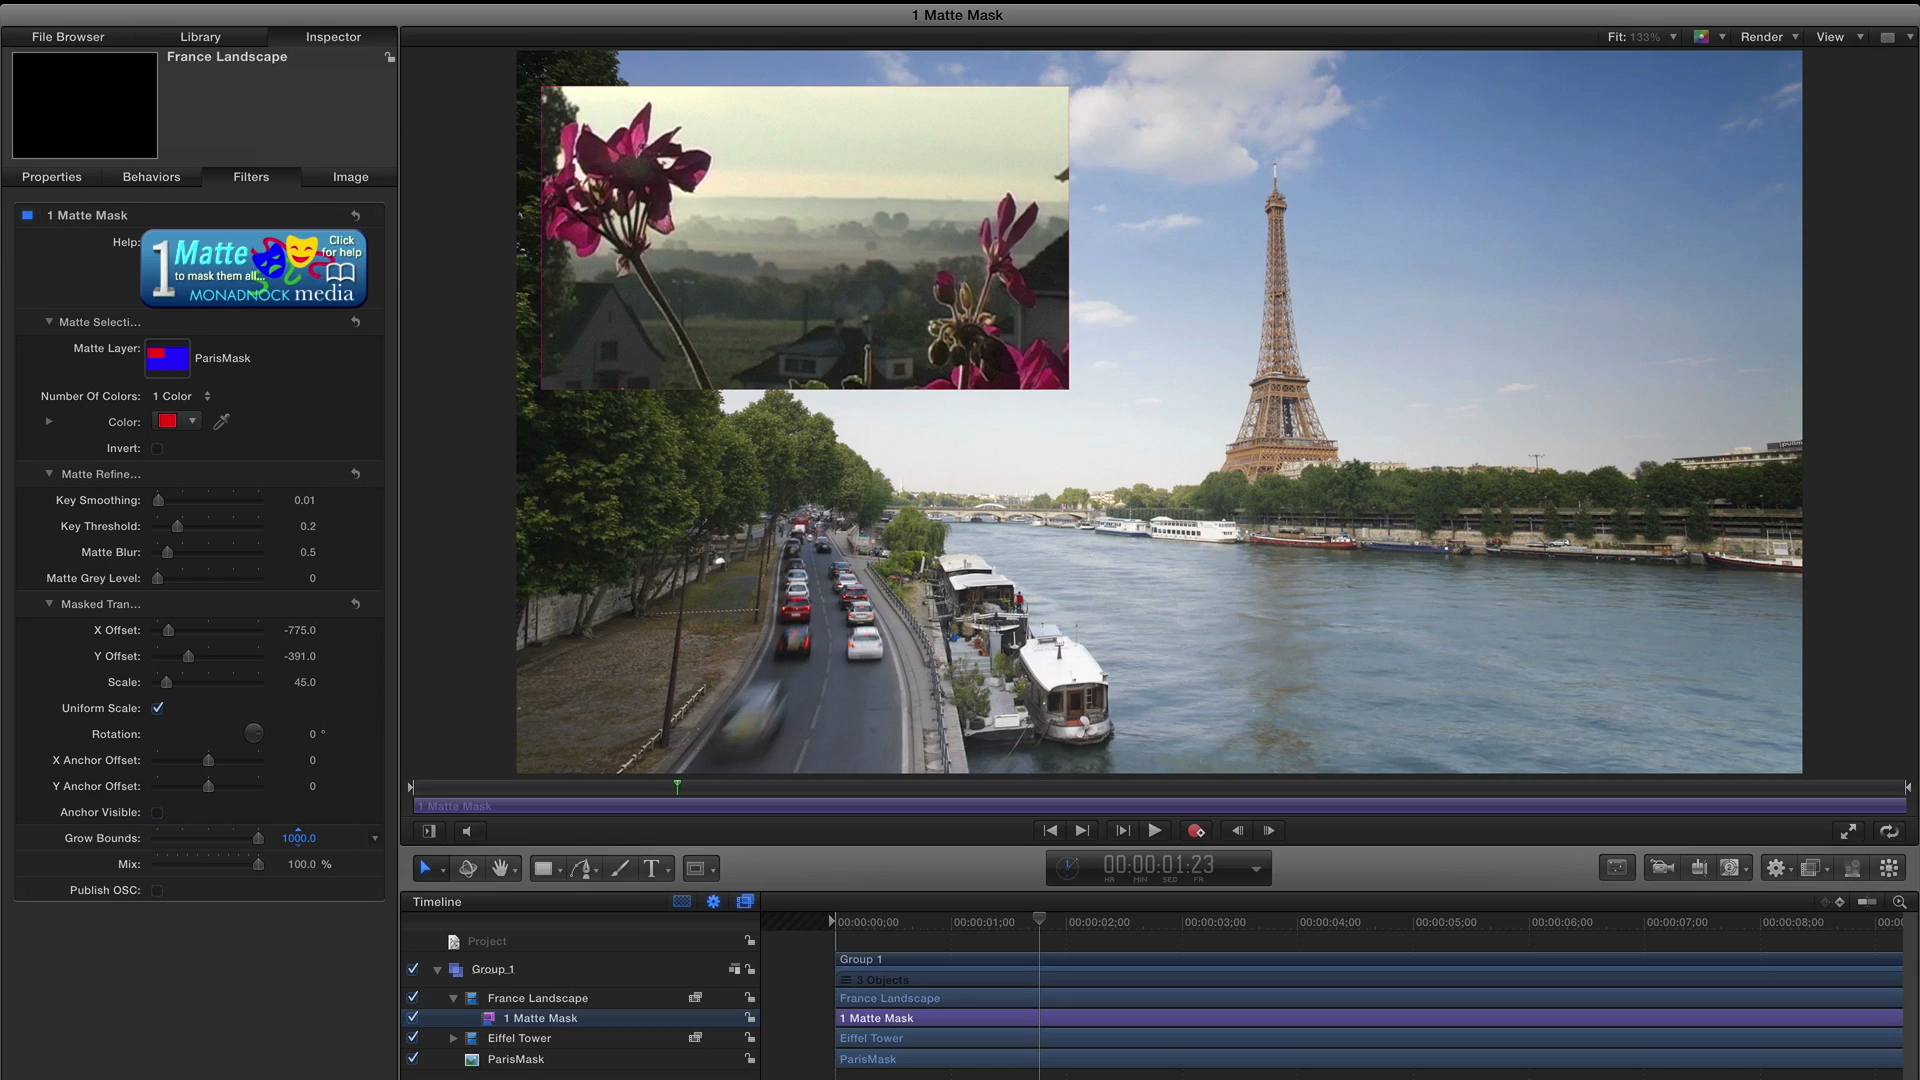 1 Matte Mask
File Browser
Library
Inspector
Fit: 133%
Render
View
France Landscape
Properties
Behaviors
Filters
Image
1 Matte Mask
Help:
1 Matte
to mask them all...
MONADNOCK media
Click
for help
Matte Selecti...
Matte Layer:
ParisMask
Number Of Colors: 1 Color
Color:
Invert:
Matte Refine...
Key Smoothing: 0.01
Key Threshold: 0.2
Matte Blur: 0.5
Matte Grey Level: 0
Masked Tran...
X Offset: -775.0
Y Offset: -391.0
Scale: 45.0
Uniform Scale:
Rotation: 0 °
X Anchor Offset: 0
Y Anchor Offset: 0
Anchor Visible:
Grow Bounds: 1000.0
Mix: 100.0 %
Publish OSC:
1 Matte Mask
T
00:00:01:23
HR MIN SEC FR
Timeline
00:00:00;00 00:00:01;00 00:00:02;00 00:00:03;00 00:00:04;00 00:00:05;00 00:00:06;00 00:00:07;00 00:00:08;00 00:00
Project
Group 1
Group 1
3 Objects
France Landscape
France Landscape
1 Matte Mask
1 Matte Mask
Eiffel Tower
Eiffel Tower
ParisMask
ParisMask